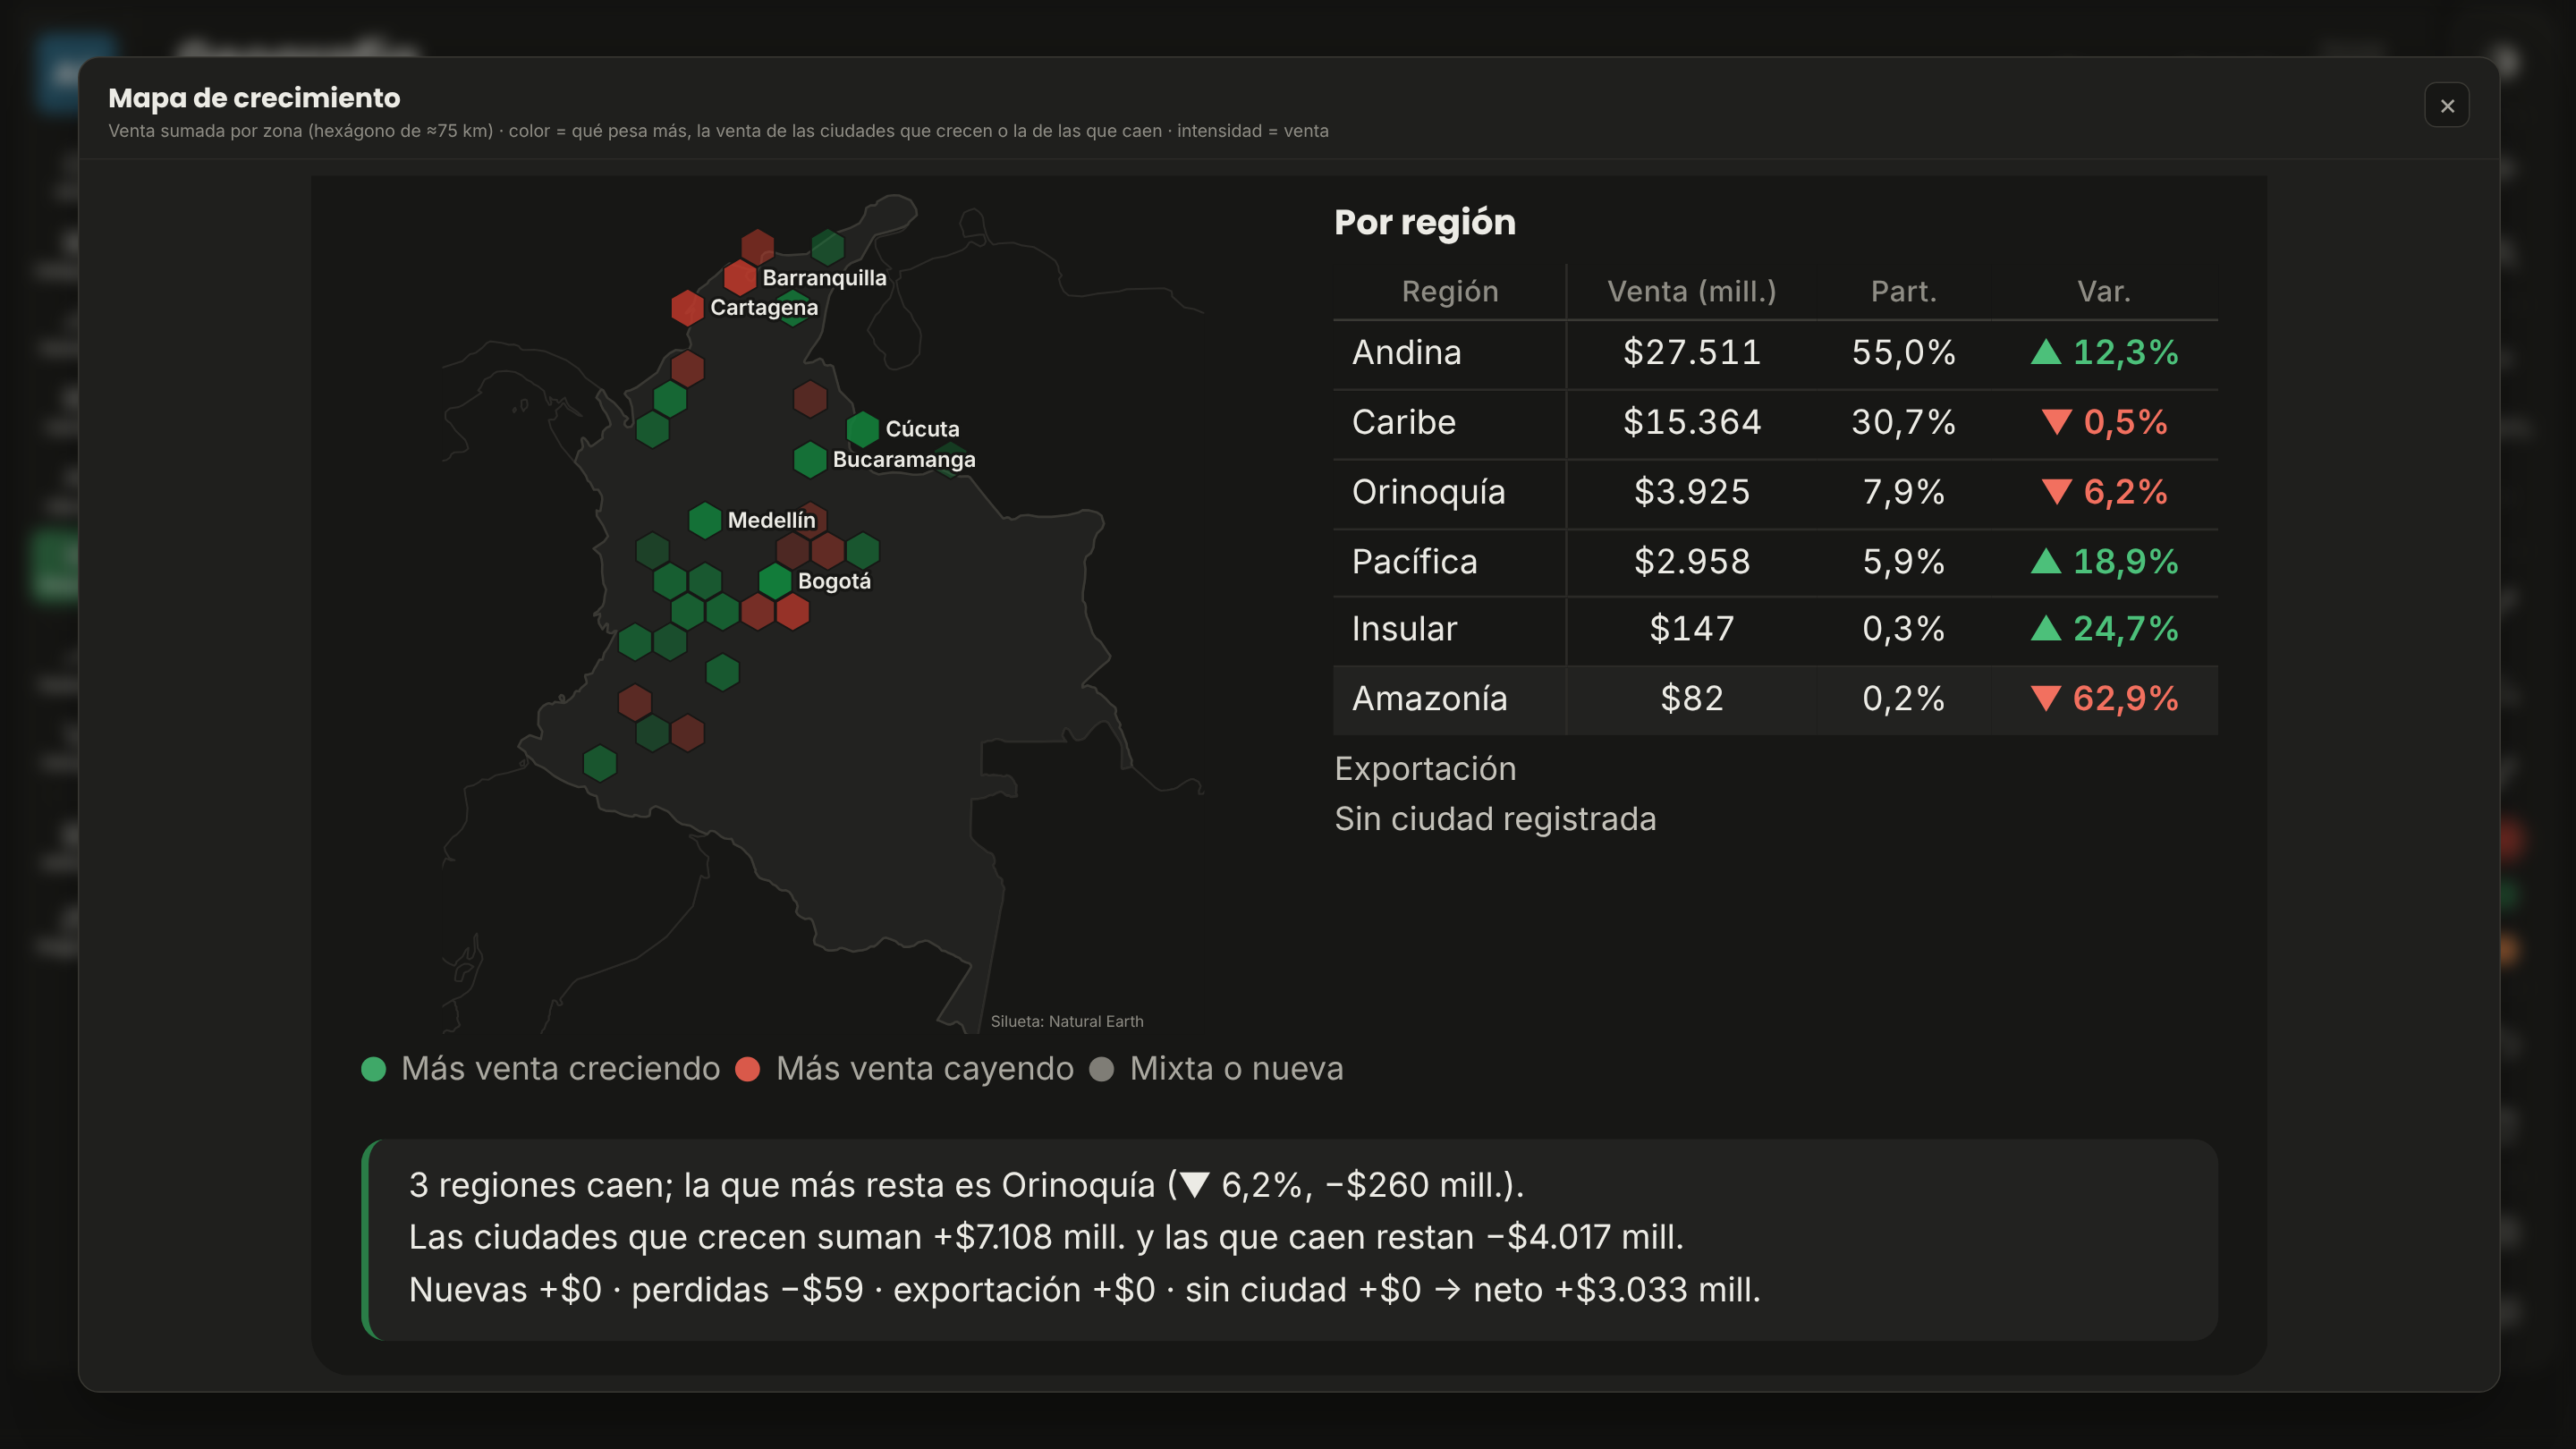 Mapa de crecimiento
Venta sumada por zona (hexágono de ≈75 km) · color = qué pesa más, la venta de las ciudades que crecen o la de las que caen · intensidad = venta
Barranquilla
Cartagena
Cúcuta
Bucaramanga
Medellín
Bogotá
Silueta: Natural Earth
Más venta creciendo Más venta cayendo Mixta o nueva
Por región
Región Venta (mill.) Part. Var.
Andina $27.511 55,0% ▲ 12,3%
Caribe $15.364 30,7% ▼ 0,5%
Orinoquía $3.925 7,9% ▼ 6,2%
Pacífica $2.958 5,9% ▲ 18,9%
Insular $147 0,3% ▲ 24,7%
Amazonía $82 0,2% ▼ 62,9%
Exportación
Sin ciudad registrada
3 regiones caen; la que más resta es Orinoquía (▼ 6,2%, −$260 mill.).
Las ciudades que crecen suman +$7.108 mill. y las que caen restan −$4.017 mill.
Nuevas +$0 · perdidas −$59 · exportación +$0 · sin ciudad +$0 → neto +$3.033 mill.